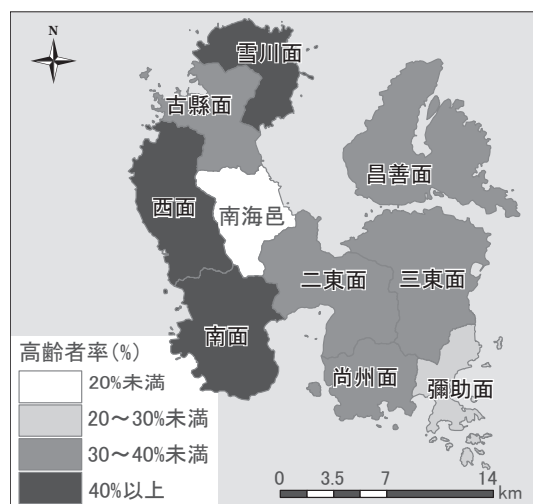 N
雪川面
古縣面
昌善面
西面
南海邑
二東面
三東面
南面
尚州面
彌助面
高齢者率(%)
20%未満
20～30%未満
30～40%未満
40%以上
0 3.5 7 14
km